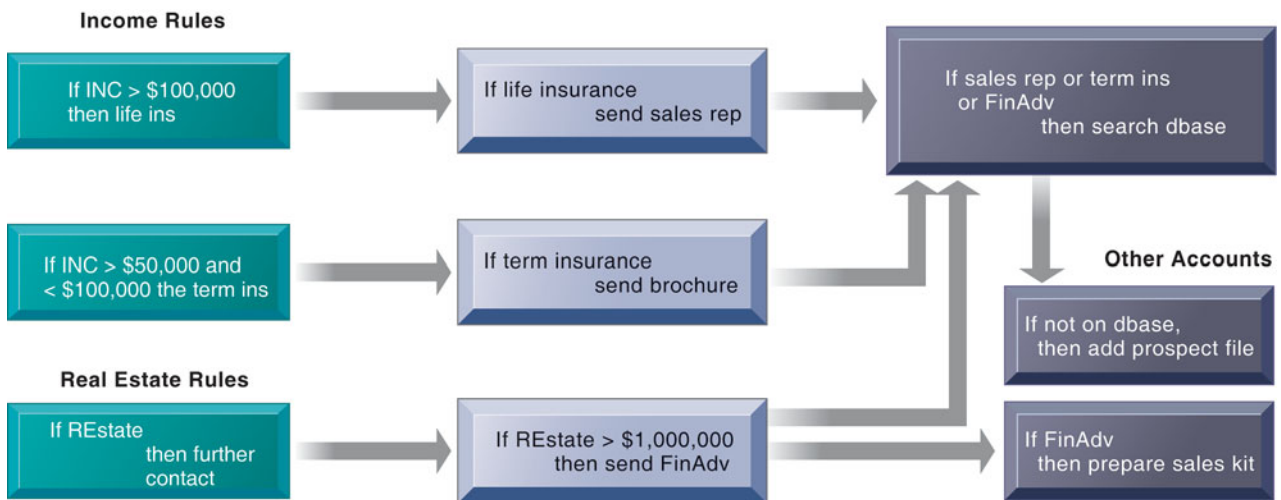 Income Rules
If INC > $100,000
then life ins
If life insurance
send sales rep
If sales rep or term ins
or FinAdv
then search dbase
If INC > $50,000 and
< $100,000 the term ins
If term insurance
send brochure
Other Accounts
If not on dbase,
then add prospect file
Real Estate Rules
If REstate
then further
contact
If REstate > $1,000,000
then send FinAdv
If FinAdv
then prepare sales kit